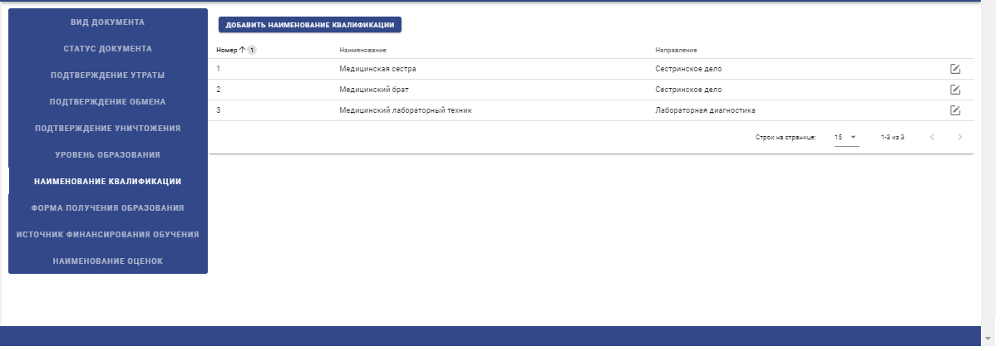 ВИД ДОКУМЕНТА
СТАТУС ДОКУМЕНТА
ПОДТВЕРЖДЕНИЕ УТРАТЫ
ПОДТВЕРЖДЕНИЕ ОБМЕНА
ПОДТВЕРЖДЕНИЕ УНИЧТОЖЕНИЯ
УРОВЕНЬ ОБРАЗОВАНИЯ
НАИМЕНОВАНИЕ КВАЛИФИКАЦИИ
ФОРМА ПОЛУЧЕНИЯ ОБРАЗОВАНИЯ
ИСТОЧНИК ФИНАНСИРОВАНИЯ ОБУЧЕНИЯ
НАИМЕНОВАНИЕ ОЦЕНОК
ДОБАВИТЬ НАИМЕНОВАНИЕ КВАЛИФИКАЦИИ
Номер ↑ 1 Наименование Направление
1 Медицинская сестра Сестринское дело
2 Медицинский брат Сестринское дело
3 Медицинский лабораторный техник Лабораторная диагностика
Строк на странице: 15 1-3 из 3